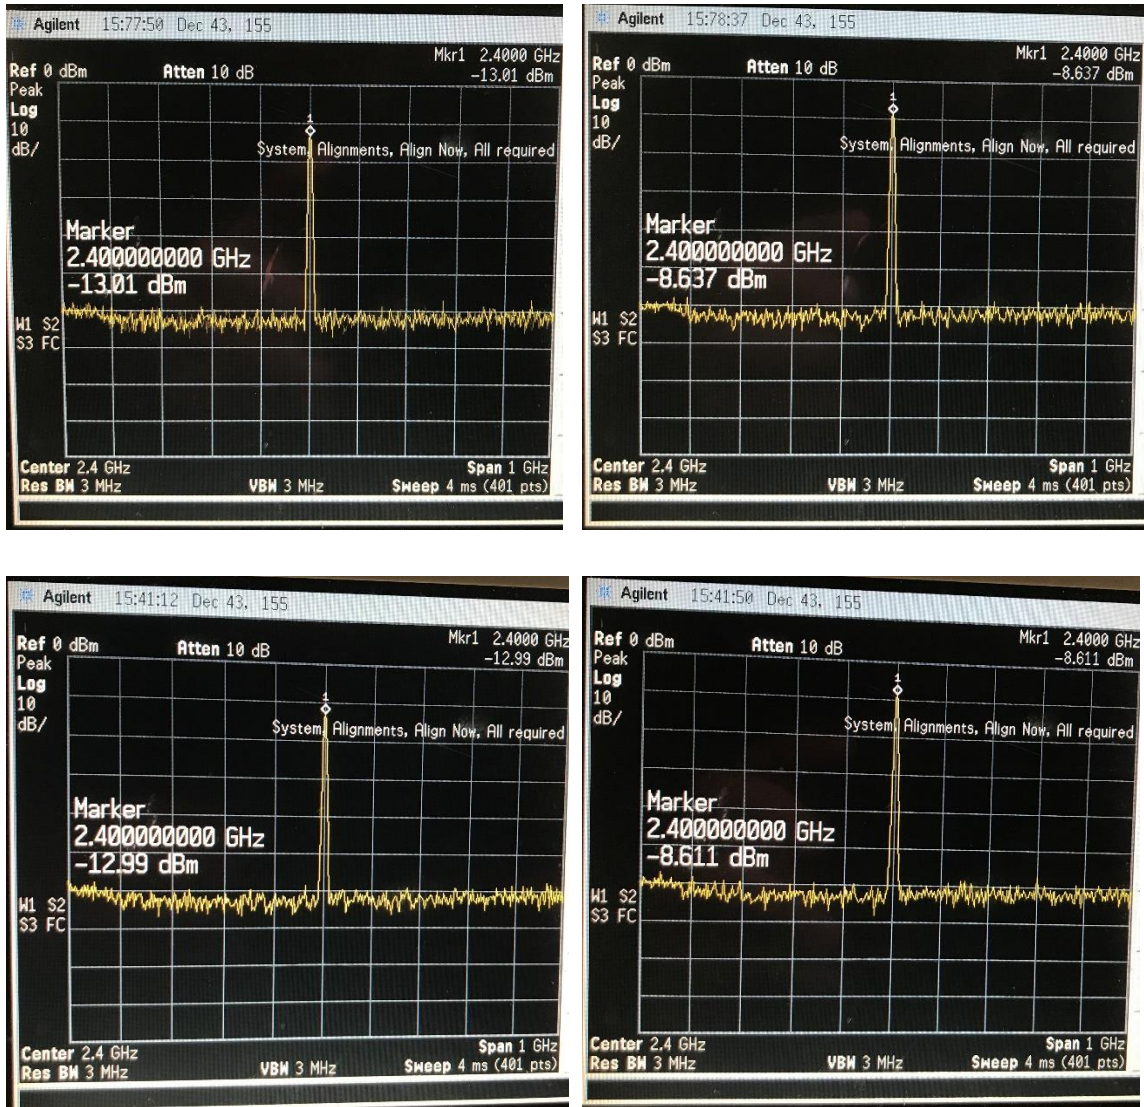 Agilent 15:77:50 Dec 43, 155
Mkr1 2.4000 GHz
Ref 0 dBm Atten 10 dB -13.01 dBm
Peak
Log
10
dB/
1
System, Alignments, Align Now, All required
Marker
2.400000000 GHz
-13.01 dBm
W1 S2
S3 FC
Center 2.4 GHz Span 1 GHz
Res BW 3 MHz VBW 3 MHz Sweep 4 ms (401 pts)
Agilent 15:78:37 Dec 43, 155
Mkr1 2.4000 GHz
Ref 0 dBm Atten 10 dB -8.637 dBm
Peak
Log
10
dB/
1
System, Alignments, Align Now, All required
Marker
2.400000000 GHz
-8.637 dBm
W1 S2
S3 FC
Center 2.4 GHz Span 1 GHz
Res BW 3 MHz VBW 3 MHz Sweep 4 ms (401 pts)
Agilent 15:41:12 Dec 43, 155
Mkr1 2.4000 GHz
Ref 0 dBm Atten 10 dB -12.99 dBm
Peak
Log
10
dB/
1
System, Alignments, Align Now, All required
Marker
2.400000000 GHz
-12.99 dBm
W1 S2
S3 FC
Center 2.4 GHz Span 1 GHz
Res BW 3 MHz VBW 3 MHz Sweep 4 ms (401 pts)
Agilent 15:41:50 Dec 43, 155
Mkr1 2.4000 GHz
Ref 0 dBm Atten 10 dB -8.611 dBm
Peak
Log
10
dB/
1
System, Alignments, Align Now, All required
Marker
2.400000000 GHz
-8.611 dBm
W1 S2
S3 FC
Center 2.4 GHz Span 1 GHz
Res BW 3 MHz VBW 3 MHz Sweep 4 ms (401 pts)